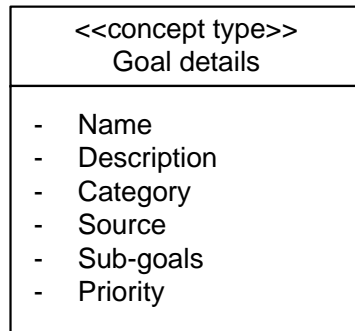 <<concept type>>
Goal details
- Name
- Description
- Category
- Source
- Sub-goals
- Priority